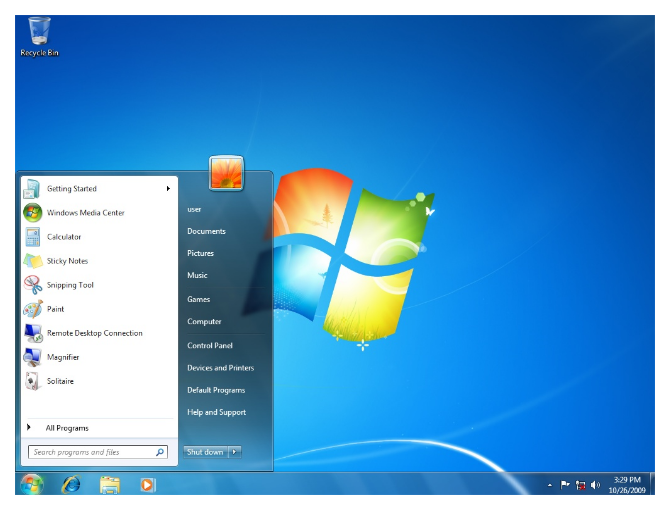 Recycle Bin
Getting Started
Windows Media Center
Calculator
Sticky Notes
Snipping Tool
Paint
Remote Desktop Connection
Magnifier
Solitaire
All Programs
Search programs and files
user
Documents
Pictures
Music
Games
Computer
Control Panel
Devices and Printers
Default Programs
Help and Support
Shut down
3:29 PM
10/26/2009